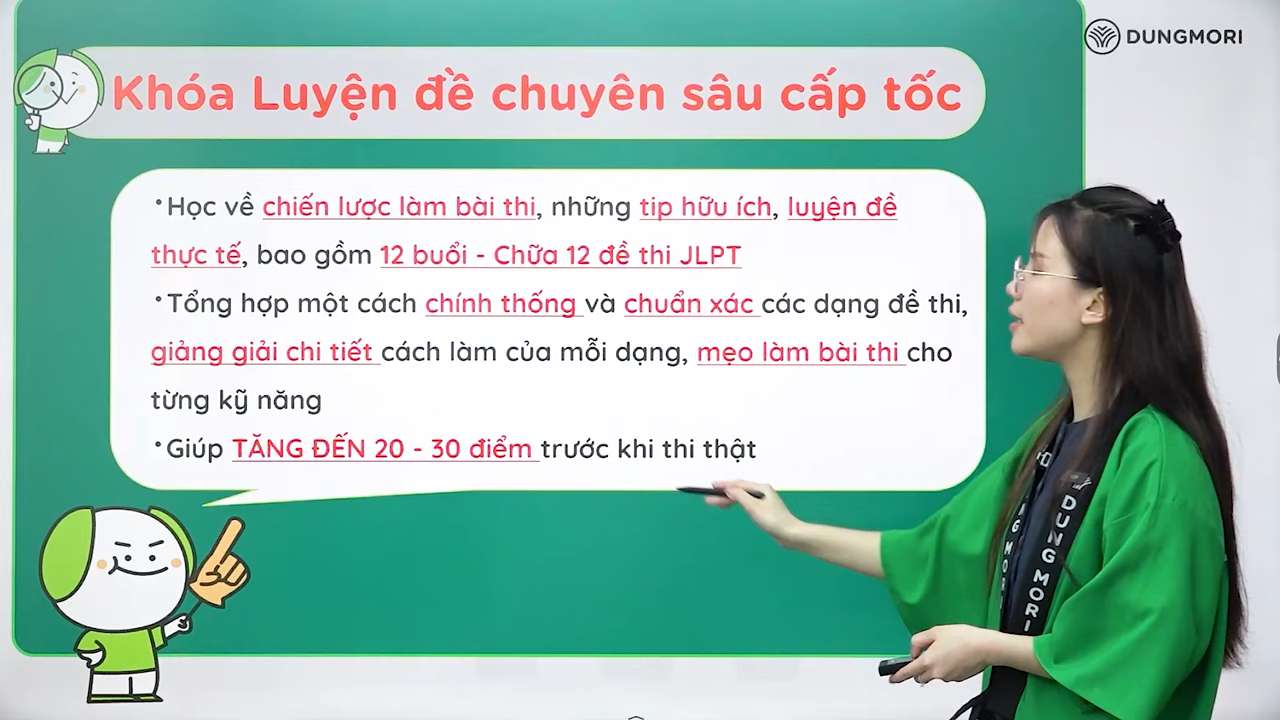 DUNGMORI
Khóa Luyện đề chuyên sâu cấp tốc
•Học về chiến lược làm bài thi, những tip hữu ích, luyện đề
thực tế, bao gồm 12 buổi - Chữa 12 đề thi JLPT
•Tổng hợp một cách chính thống và chuẩn xác các dạng đề thi,
giảng giải chi tiết cách làm của mỗi dạng, mẹo làm bài thi cho
từng kỹ năng
•Giúp TĂNG ĐẾN 20 - 30 điểm trước khi thi thật
DUNG MORI
NG MORI